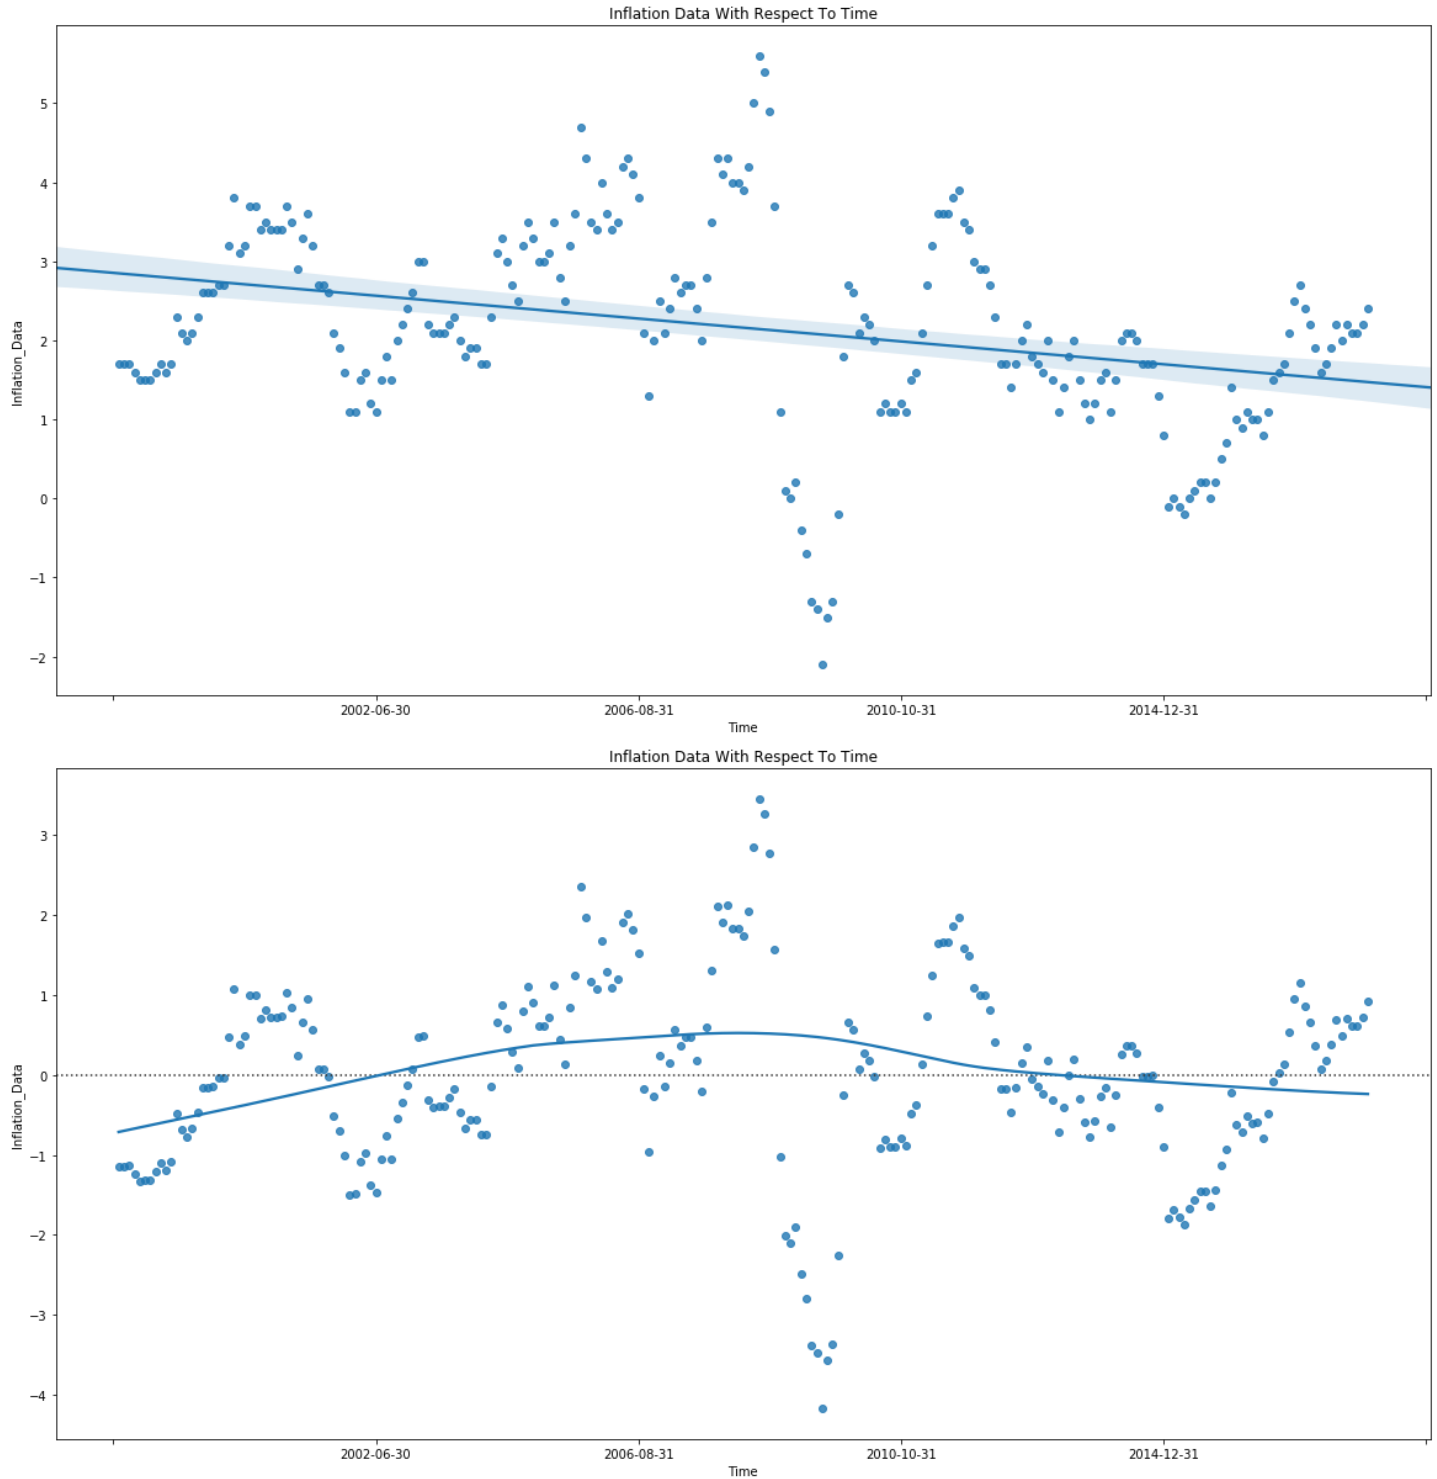 Inflation Data With Respect To Time
5
4
3
2
1
0
−1
−2
Inflation_Data
2002-06-30 2006-08-31 2010-10-31 2014-12-31
Time
Inflation Data With Respect To Time
3
2
1
0
−1
−2
−3
−4
Inflation_Data
2002-06-30 2006-08-31 2010-10-31 2014-12-31
Time